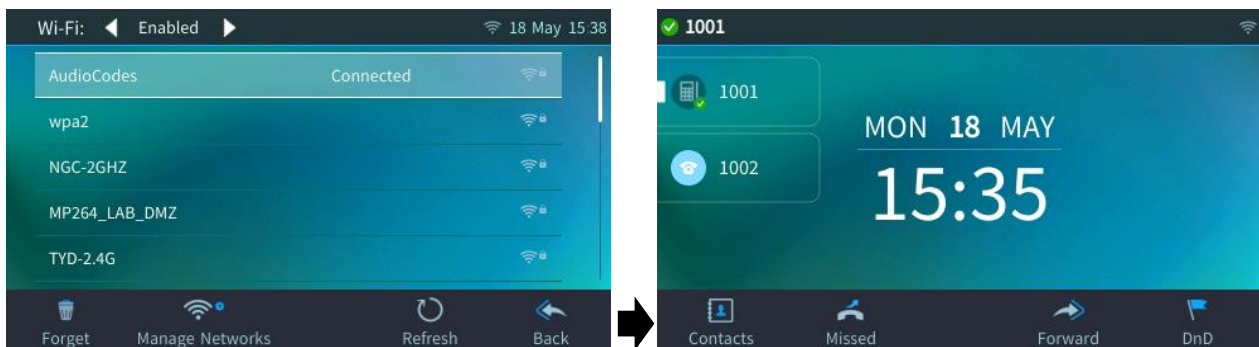 Wi-Fi: Enabled 18 May 15:38
AudioCodes Connected
wpa2
NGC-2GHZ
MP264_LAB_DMZ
TYD-2.4G
Forget Manage Networks Refresh Back
1001
1001
1002
MON 18 MAY
15:35
Contacts Missed Forward DnD